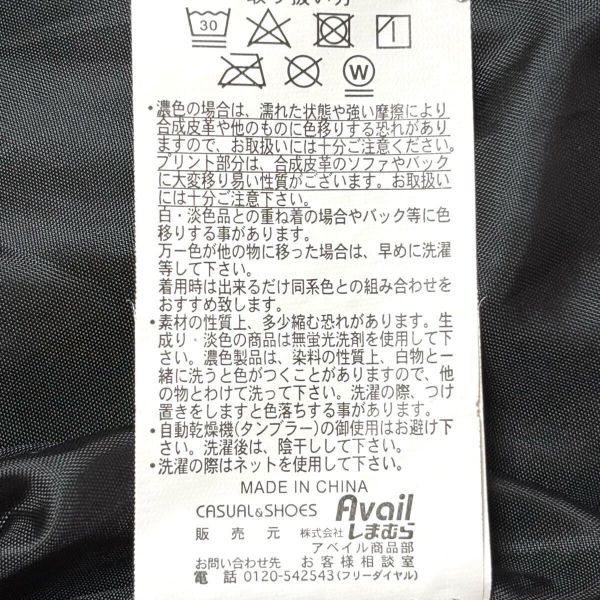 取り扱い方
30
W
・濃色の場合は、濡れた状態や強い摩擦により
合成皮革や他のものに色移りする恐れがあり
ますので、お取扱いには十分ご注意ください。
プリント部分は、合成皮革のソファやバック
に大変移り易い性質がございます。お取扱い
には十分ご注意下さい。
白・淡色品との重ね着の場合やバック等に色
移りする事があります。
万一色が他の物に移った場合は、早めに洗濯
等して下さい。
着用時は出来るだけ同系色との組み合わせを
おすすめ致します。
・素材の性質上、多少縮む恐れがあります。生
成り・淡色の商品は無蛍光洗剤を使用して下
さい。濃色製品は、染料の性質上、白物と一
緒に洗うと色がつくことがありますので、他
の物とわけて洗って下さい。洗濯の際、つけ
置きをしますと色落ちする事があります。
・自動乾燥機(タンブラー)の御使用はお避け下
さい。洗濯後は、陰干しして下さい。
・洗濯の際はネットを使用して下さい。
MADE IN CHINA
CASUAL&SHOES Avail
販売元 株式会社しまむら
アベイル商品部
お問い合わせ先 お客様相談室
電話 0120-542543(フリーダイヤル)